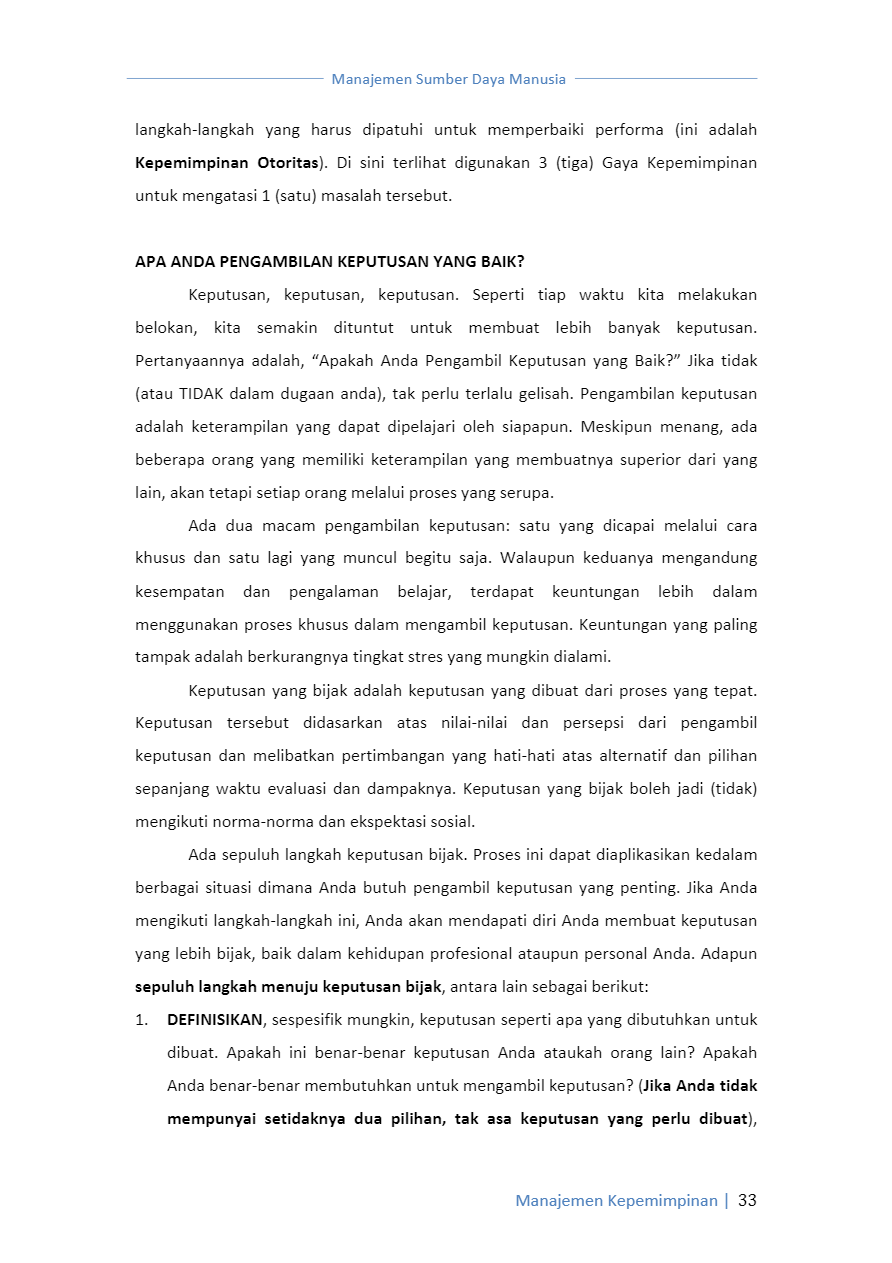 Manajemen Sumber Daya Manusia
langkah-langkah yang harus dipatuhi untuk memperbaiki performa (ini adalah
Kepemimpinan Otoritas). Di sini terlihat digunakan 3 (tiga) Gaya Kepemimpinan
untuk mengatasi 1 (satu) masalah tersebut.
APA ANDA PENGAMBILAN KEPUTUSAN YANG BAIK?
Keputusan, keputusan, keputusan. Seperti tiap waktu kita melakukan
belokan, kita semakin dituntut untuk membuat lebih banyak keputusan.
Pertanyaannya adalah, “Apakah Anda Pengambil Keputusan yang Baik?” Jika tidak
(atau TIDAK dalam dugaan anda), tak perlu terlalu gelisah. Pengambilan keputusan
adalah keterampilan yang dapat dipelajari oleh siapapun. Meskipun menang, ada
beberapa orang yang memiliki keterampilan yang membuatnya superior dari yang
lain, akan tetapi setiap orang melalui proses yang serupa.
Ada dua macam pengambilan keputusan: satu yang dicapai melalui cara
khusus dan satu lagi yang muncul begitu saja. Walaupun keduanya mengandung
kesempatan dan pengalaman belajar, terdapat keuntungan lebih dalam
menggunakan proses khusus dalam mengambil keputusan. Keuntungan yang paling
tampak adalah berkurangnya tingkat stres yang mungkin dialami.
Keputusan yang bijak adalah keputusan yang dibuat dari proses yang tepat.
Keputusan tersebut didasarkan atas nilai-nilai dan persepsi dari pengambil
keputusan dan melibatkan pertimbangan yang hati-hati atas alternatif dan pilihan
sepanjang waktu evaluasi dan dampaknya. Keputusan yang bijak boleh jadi (tidak)
mengikuti norma-norma dan ekspektasi sosial.
Ada sepuluh langkah keputusan bijak. Proses ini dapat diaplikasikan kedalam
berbagai situasi dimana Anda butuh pengambil keputusan yang penting. Jika Anda
mengikuti langkah-langkah ini, Anda akan mendapati diri Anda membuat keputusan
yang lebih bijak, baik dalam kehidupan profesional ataupun personal Anda. Adapun
sepuluh langkah menuju keputusan bijak, antara lain sebagai berikut:
1. DEFINISIKAN, sespesifik mungkin, keputusan seperti apa yang dibutuhkan untuk
dibuat. Apakah ini benar-benar keputusan Anda ataukah orang lain? Apakah
Anda benar-benar membutuhkan untuk mengambil keputusan? (Jika Anda tidak
mempunyai setidaknya dua pilihan, tak asa keputusan yang perlu dibuat),
Manajemen Kepemimpinan | 33